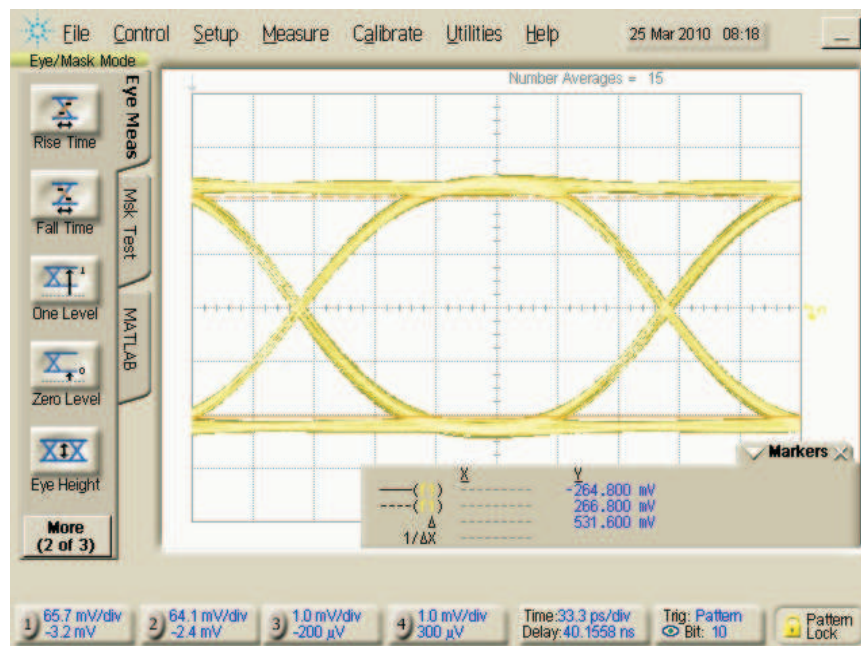 File Control Setup Measure Calibrate Utilities Help 25 Mar 2010 08:18
Eye/Mask Mode
Number Averages = 15
Eye Meas
Msk Test
MATLAB
Rise Time
Fall Time
One Level
Zero Level
Eye Height
More
(2 of 3)
Markers
X Y
-264.800 mV
266.800 mV
Δ 531.600 mV
1/ΔX
1) 65.7 mV/div
-3.2 mV
2) 64.1 mV/div
-2.4 mV
3) 1.0 mV/div
-200 µV
4) 1.0 mV/div
300 µV
Time:33.3 ps/div
Delay:40.1558 ns
Trig: Pattern
Bit: 10
Pattern
Lock